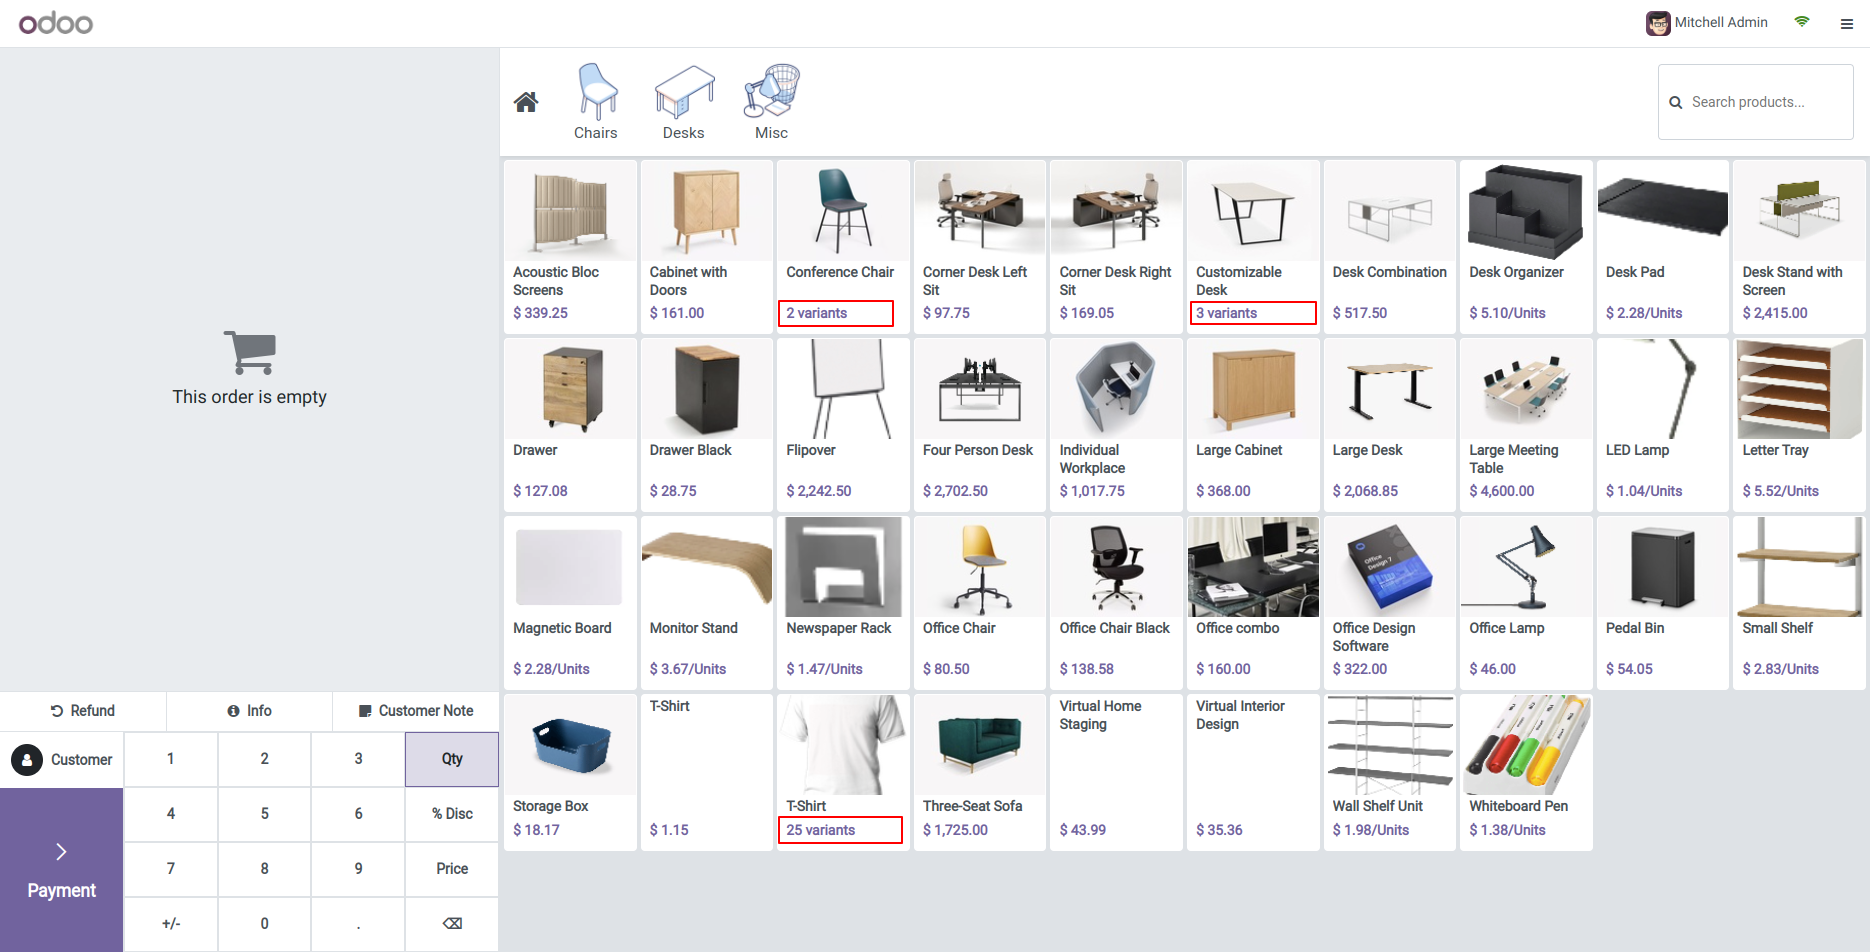 odoo
Mitchell Admin
Chairs
Desks
Misc
Search products...
Acoustic Bloc
Screens
$ 339.25
Cabinet with
Doors
$ 161.00
Conference Chair
2 variants
Corner Desk Left
Sit
$ 97.75
Corner Desk Right
Sit
$ 169.05
Customizable
Desk
3 variants
Desk Combination
$ 517.50
Desk Organizer
$ 5.10/Units
Desk Pad
$ 2.28/Units
Desk Stand with
Screen
$ 2,415.00
Drawer
$ 127.08
Drawer Black
$ 28.75
Flipover
$ 2,242.50
Four Person Desk
$ 2,702.50
Individual
Workplace
$ 1,017.75
Large Cabinet
$ 368.00
Large Desk
$ 2,068.85
Large Meeting
Table
$ 4,600.00
LED Lamp
$ 1.04/Units
Letter Tray
$ 5.52/Units
Magnetic Board
$ 2.28/Units
Monitor Stand
$ 3.67/Units
Newspaper Rack
$ 1.47/Units
Office Chair
$ 80.50
Office Chair Black
$ 138.58
Office combo
$ 160.00
Office
Design 7
Office Design
Software
$ 322.00
Office Lamp
$ 46.00
Pedal Bin
$ 54.05
Small Shelf
$ 2.83/Units
Storage Box
$ 18.17
T-Shirt
$ 1.15
T-Shirt
25 variants
Three-Seat Sofa
$ 1,725.00
Virtual Home
Staging
$ 43.99
Virtual Interior
Design
$ 35.36
Wall Shelf Unit
$ 1.98/Units
Whiteboard Pen
$ 1.38/Units
This order is empty
Refund
Info
Customer Note
Customer
1
2
3
Qty
4
5
6
% Disc
7
8
9
Price
Payment
+/-
0
.